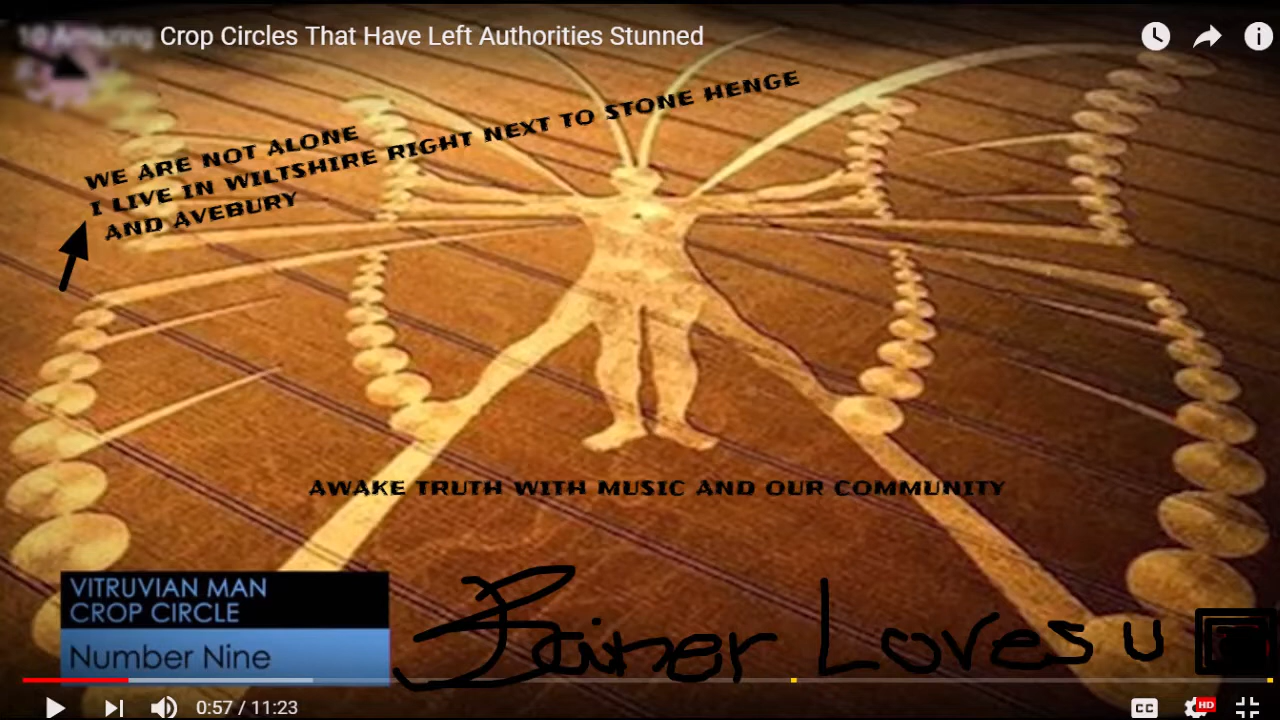 Crop Circles That Have Left Authorities Stunned
WE ARE NOT ALONE
I LIVE IN WILTSHIRE RIGHT NEXT TO STONE HENGE
AND AVEBURY
AWAKE TRUTH WITH MUSIC AND OUR COMMUNITY
VITRUVIAN MAN
CROP CIRCLE
Number Nine
Loves u
0:57 / 11:23
CC
HD